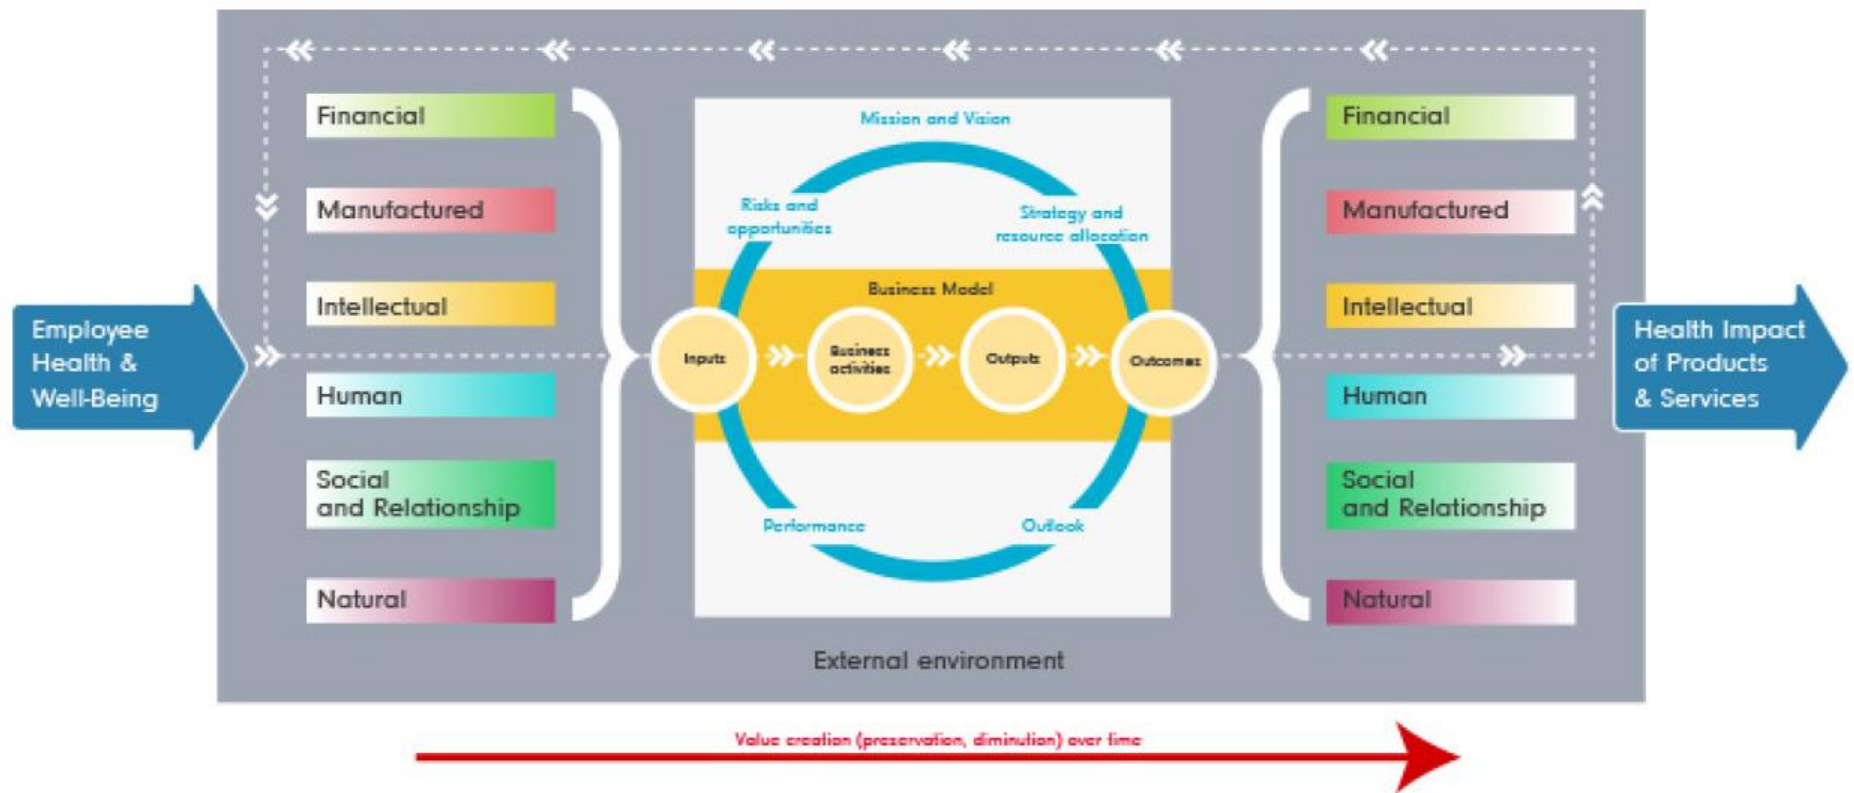 Employee
Health &
Well-Being
Financial
Manufactured
Intellectual
Human
Social
and Relationship
Natural
Mission and Vision
Risks and
opportunities
Strategy and
resource allocation
Business Model
Inputs
Business
activities
Outputs
Outcomes
Performance
Outlook
External environment
Financial
Manufactured
Intellectual
Human
Social
and Relationship
Natural
Health Impact
of Products
& Services
Value creation (preservation, diminution) over time